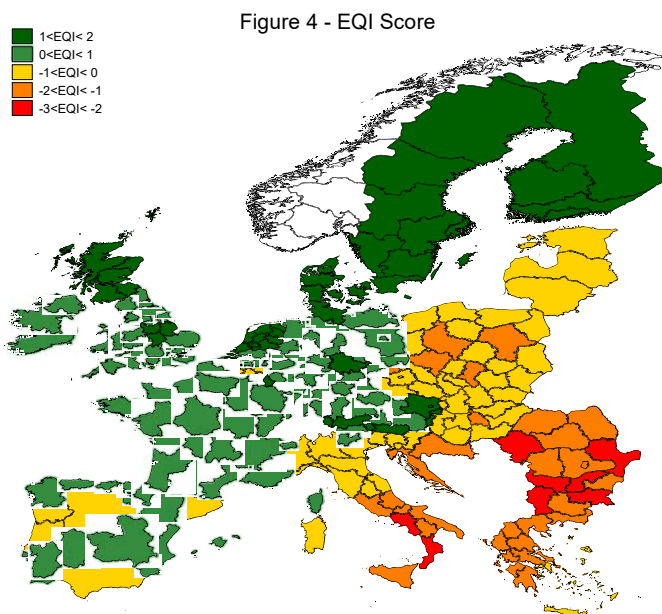 Figure 4 - EQI Score
1<EQI< 2
0<EQI< 1
-1<EQI< 0
-2<EQI< -1
-3<EQI< -2